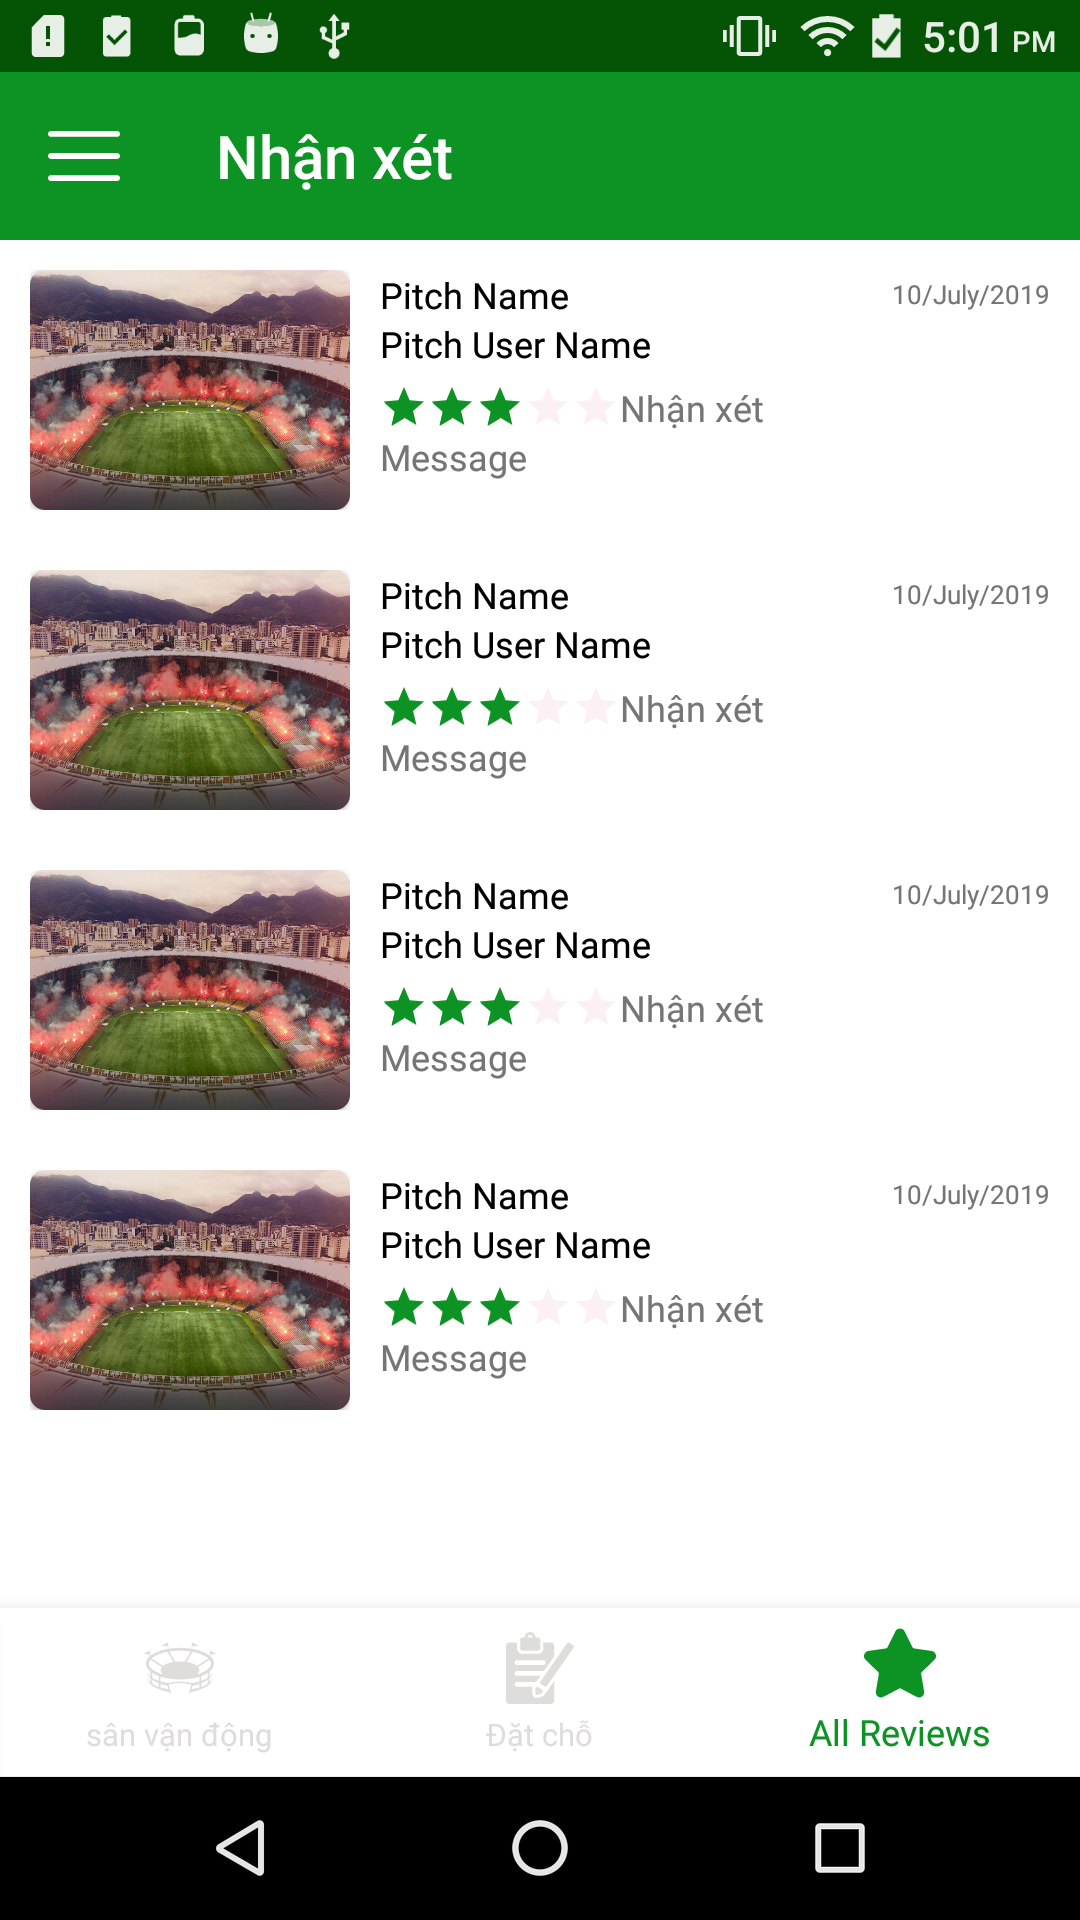 5:01 PM
Nhận xét
Pitch Name
10/July/2019
Pitch User Name
Nhận xét
Message
Pitch Name
10/July/2019
Pitch User Name
Nhận xét
Message
Pitch Name
10/July/2019
Pitch User Name
Nhận xét
Message
Pitch Name
10/July/2019
Pitch User Name
Nhận xét
Message
sân vận động
Đặt chỗ
All Reviews